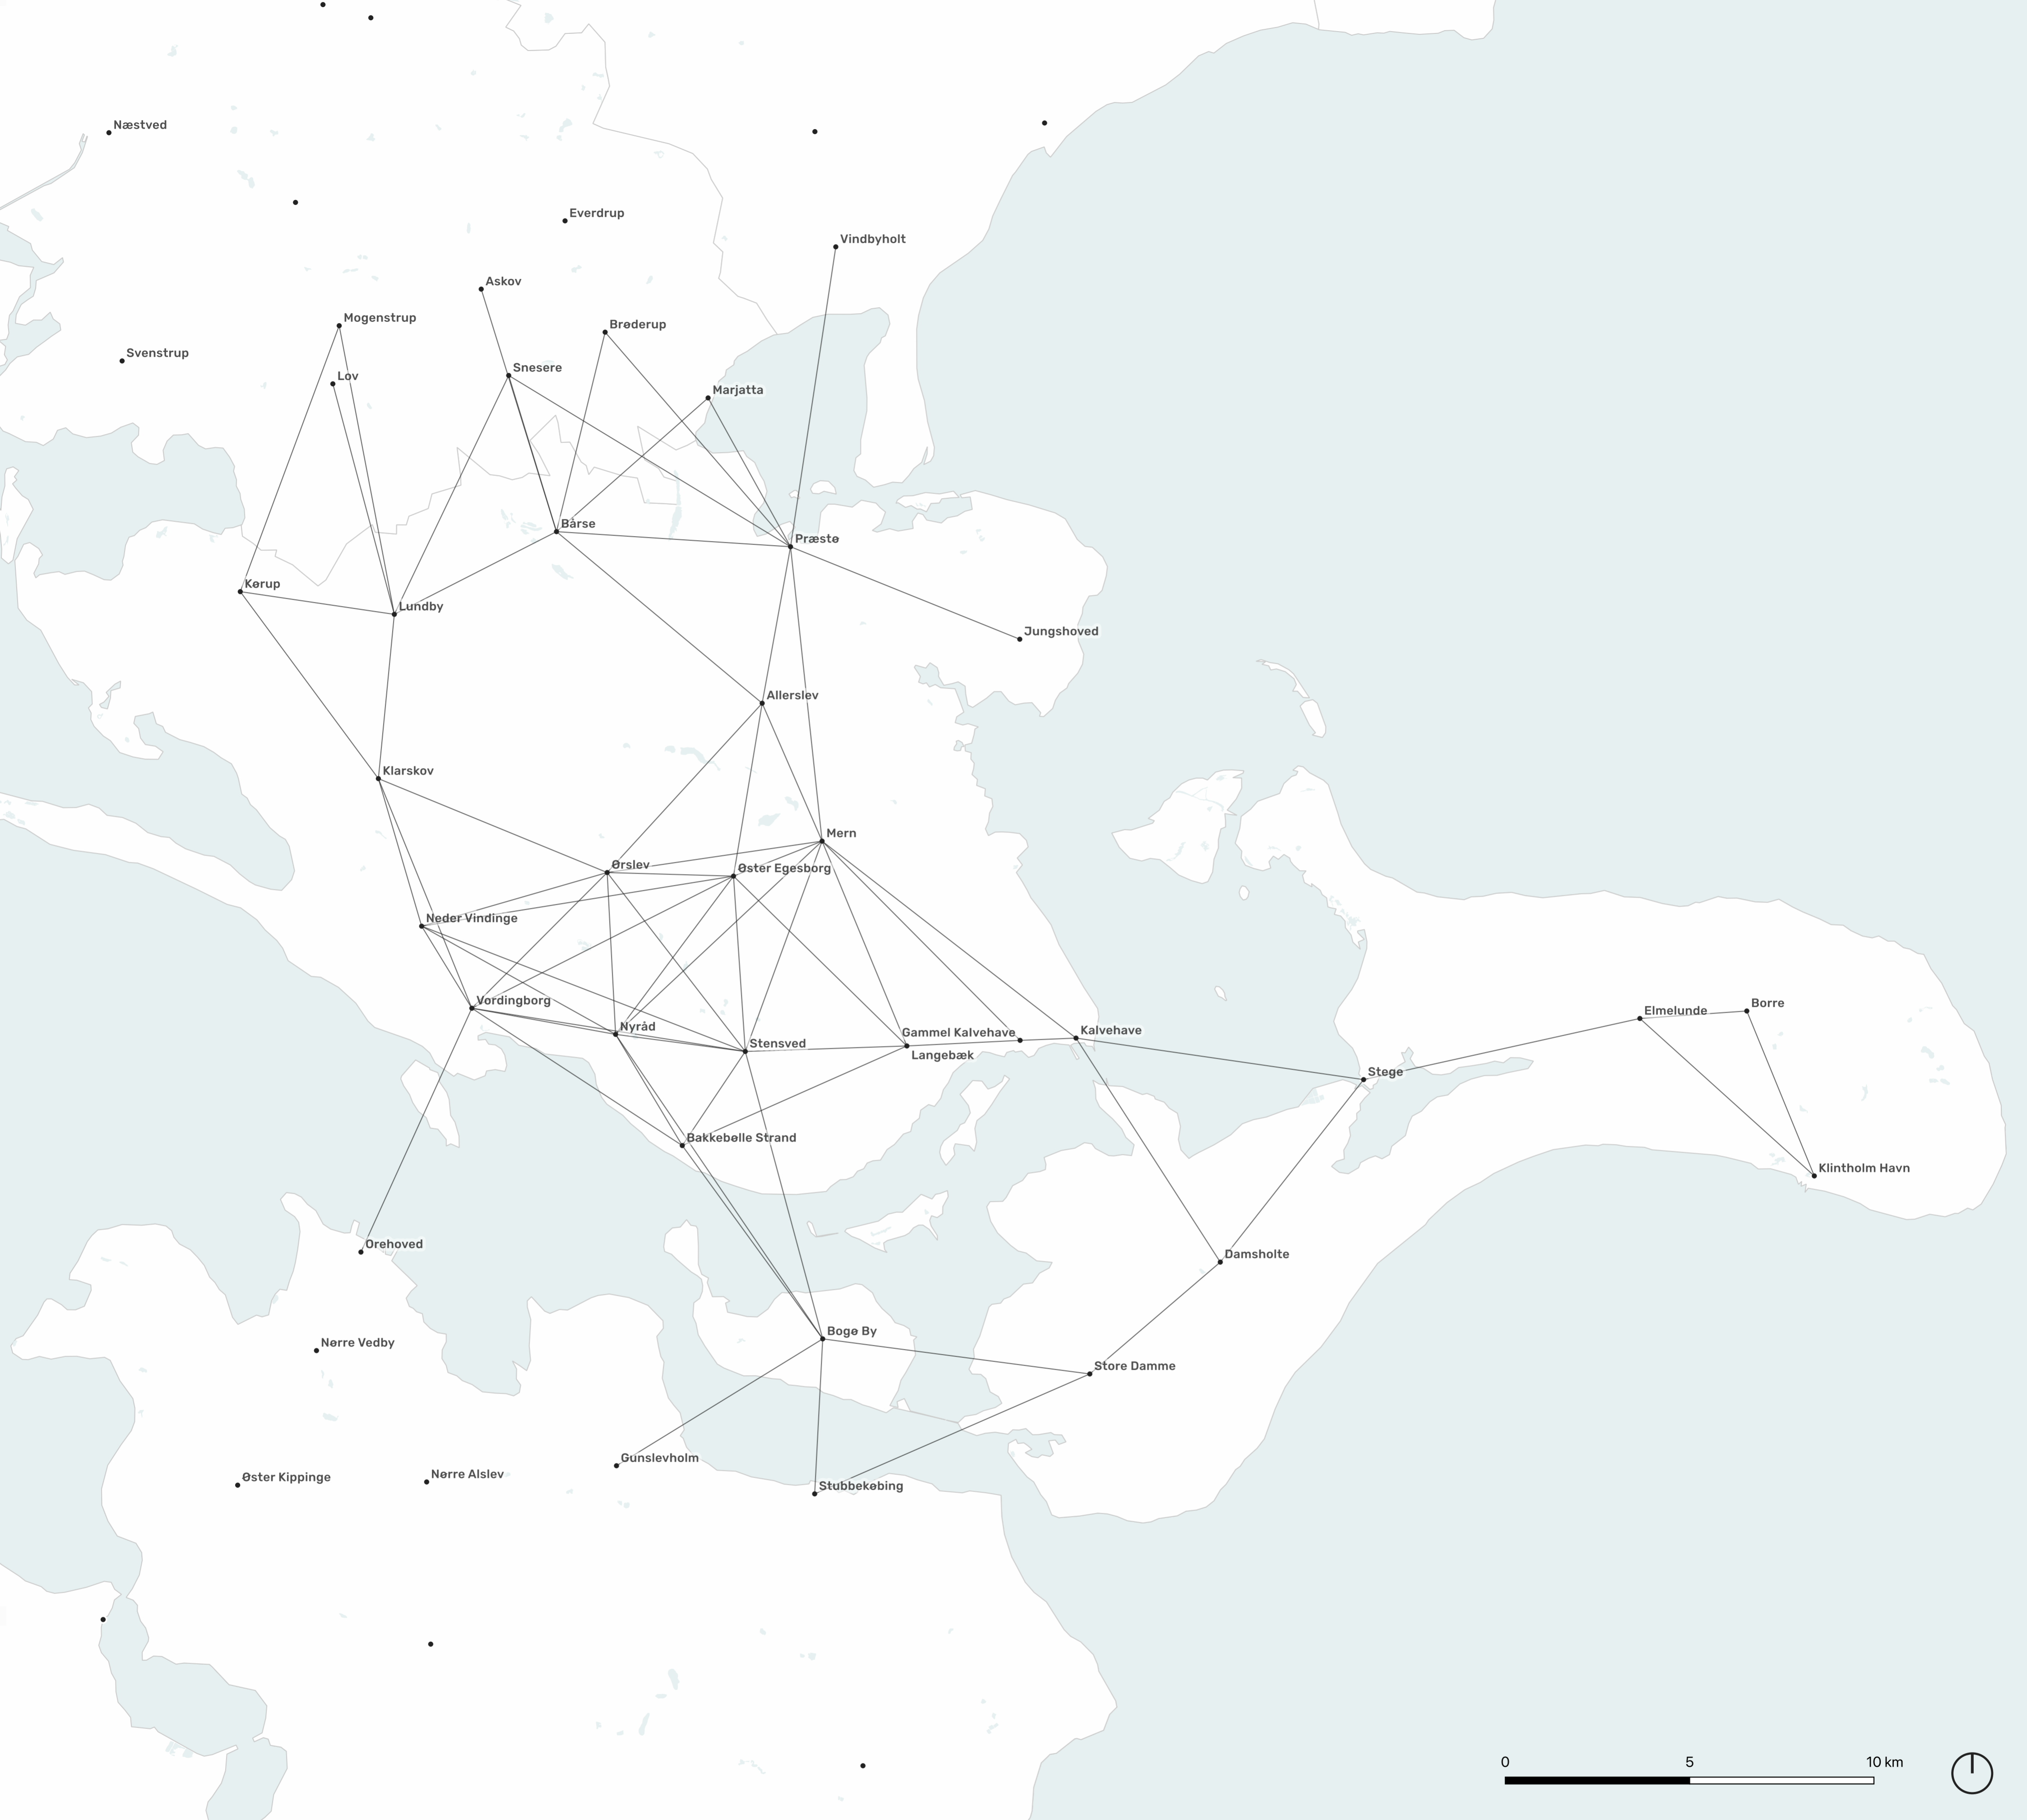 Næstved
Everdrup
Vindbyholt
Askov
Mogenstrup
Brøderup
Svenstrup
Snesere
Lov
Marjatta
Bårse
Præstø
Kørup
Lundby
Jungshoved
Allerslev
Klarskov
Mern
Ørslev
Øster Egesborg
Neder Vindinge
Vordingborg
Borre
Elmelunde
Nyråd
Gammel Kalvehave
Kalvehave
Stensved
Langebæk
Stege
Bakkebølle Strand
Klintholm Havn
Orehoved
Damsholte
Bogø By
Nørre Vedby
Store Damme
Gunslevholm
Øster Kippinge
Nørre Alslev
Stubbekøbing
0 5 10 km